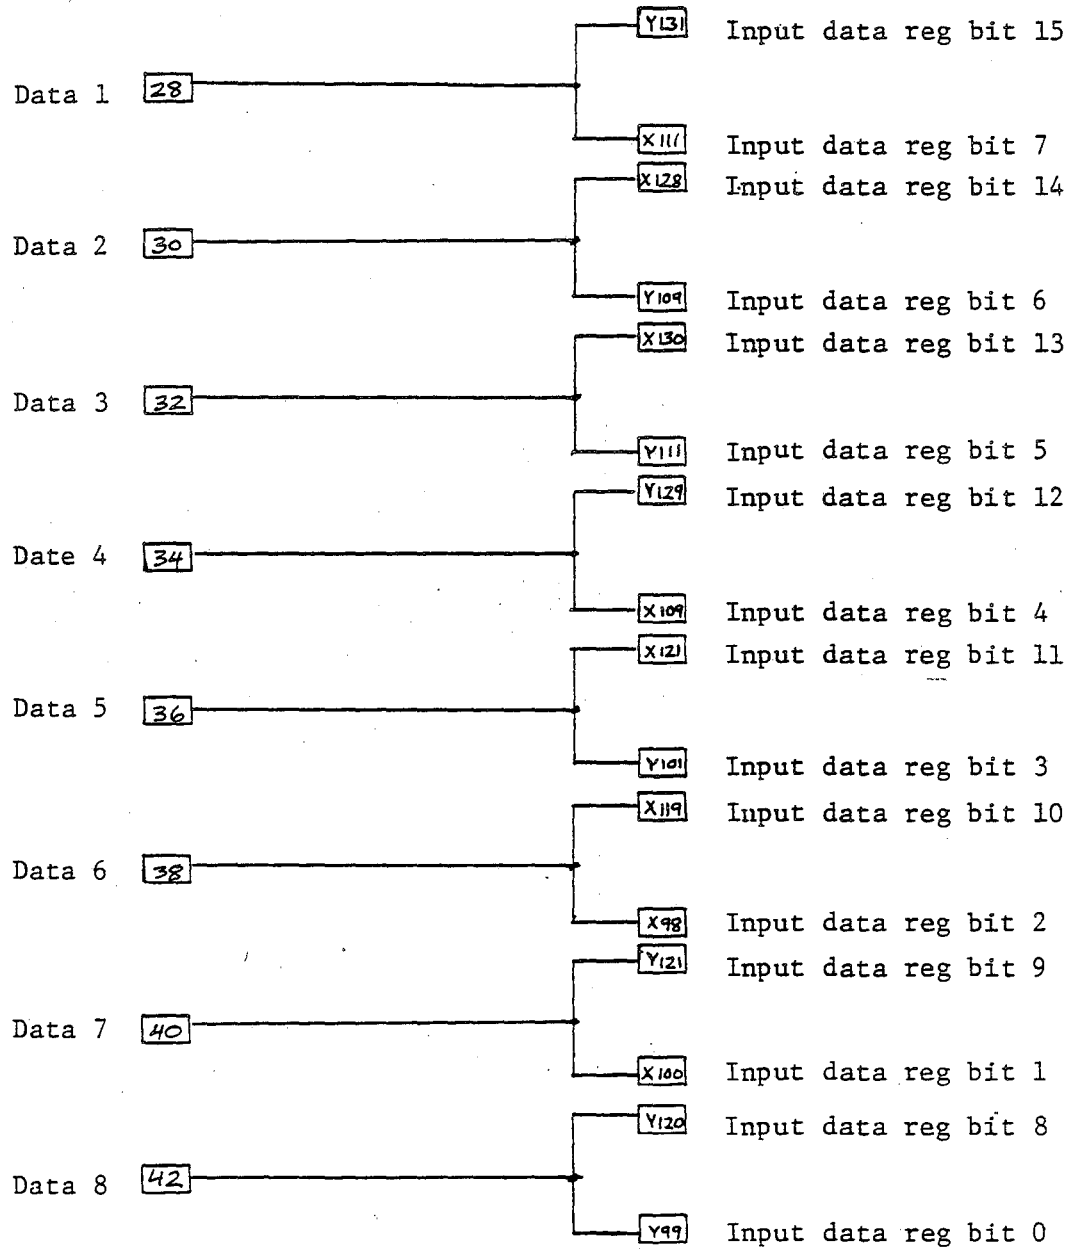 Y131 Input data reg bit 15
Data 1 28
X111 Input data reg bit 7
X128 Input data reg bit 14
Data 2 30
Y109 Input data reg bit 6
X130 Input data reg bit 13
Data 3 32
Y111 Input data reg bit 5
Y129 Input data reg bit 12
Date 4 34
X109 Input data reg bit 4
X121 Input data reg bit 11
Data 5 36
Y101 Input data reg bit 3
X119 Input data reg bit 10
Data 6 38
X98 Input data reg bit 2
Y121 Input data reg bit 9
Data 7 40
X100 Input data reg bit 1
Y120 Input data reg bit 8
Data 8 42
Y99 Input data reg bit 0